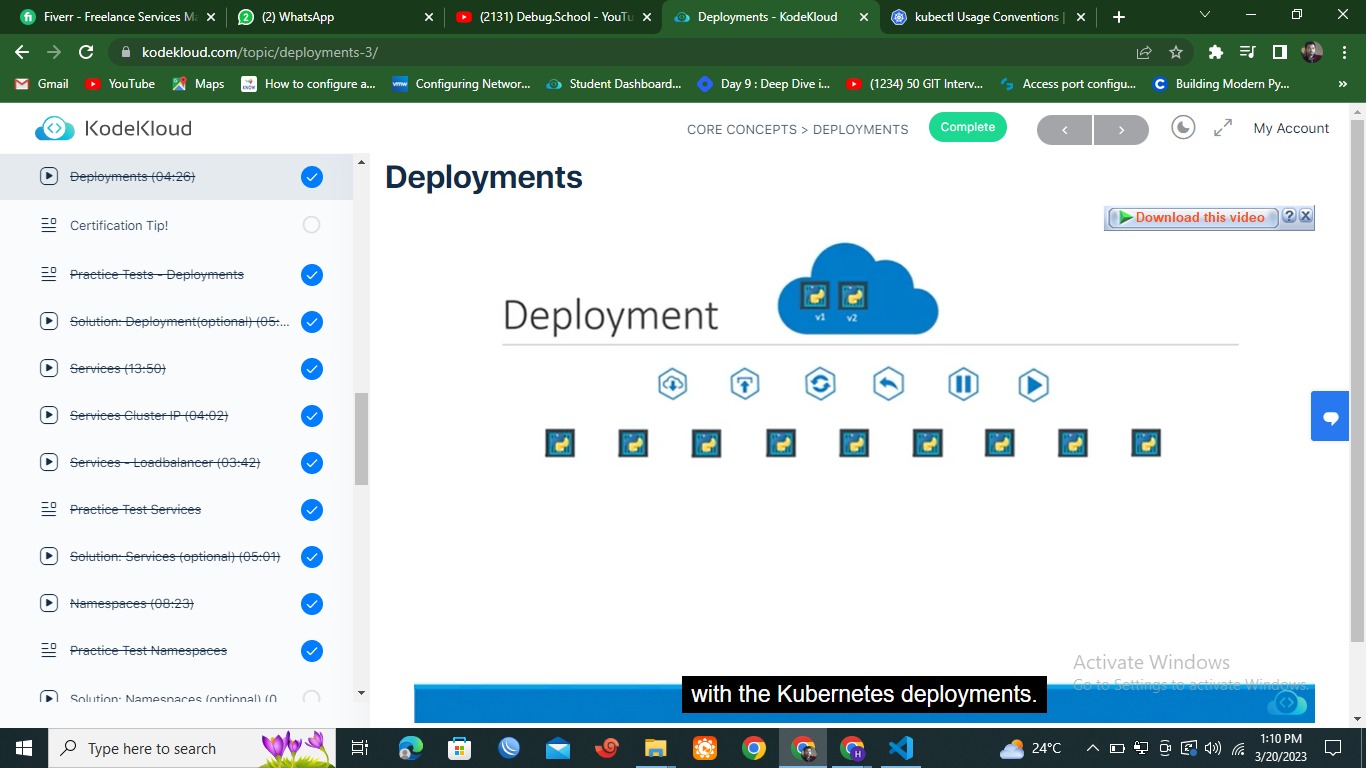 Fiverr - Freelance Services Ma
(2) WhatsApp
(2131) Debug.School - YouTu
Deployments - KodeKloud
kubectl Usage Conventions |
kodekloud.com/topic/deployments-3/
Gmail
YouTube
Maps
How to configure a...
Configuring Networ...
Student Dashboard...
Day 9 : Deep Dive i...
(1234) 50 GIT Interv...
Access port configu...
Building Modern Py...
»
KodeKloud
CORE CONCEPTS > DEPLOYMENTS
Complete
My Account
Deployments (04:26)
Certification Tip!
Practice Tests - Deployments
Solution: Deployment(optional) (05:...
Services (13:50)
Services Cluster IP (04:02)
Services - Loadbalancer (03:42)
Practice Test Services
Solution: Services (optional) (05:01)
Namespaces (08:23)
Practice Test Namespaces
Solution: Namespaces (optional) (0
Deployments
Download this video
Deployment
v1 v2
with the Kubernetes deployments.
Activate Windows
Go to Settings to activate Windows.
Type here to search
24°C
1:10 PM
3/20/2023